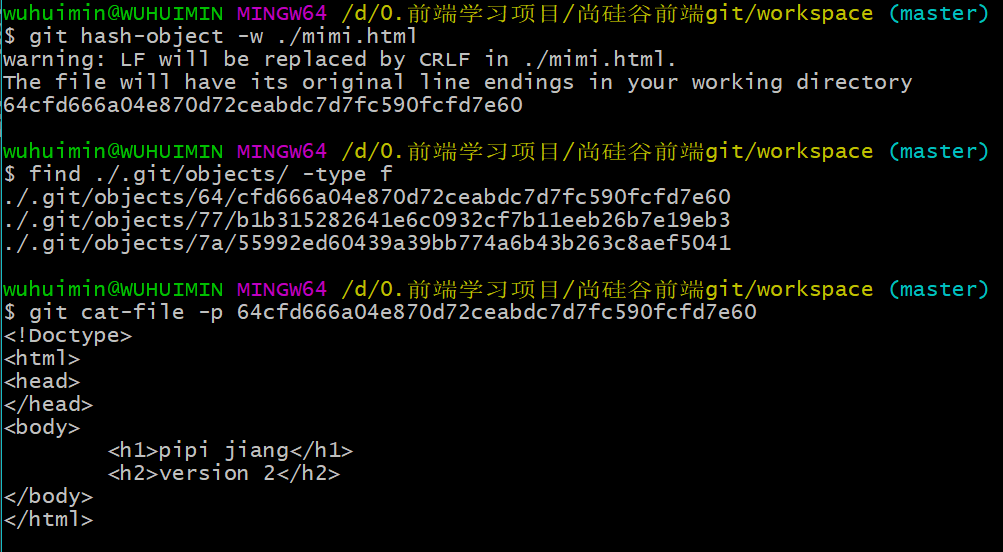 wuhuimin@WUHUIMIN MINGW64 /d/0.前端学习项目/尚硅谷前端git/workspace (master)
$ git hash-object -w ./mimi.html
warning: LF will be replaced by CRLF in ./mimi.html.
The file will have its original line endings in your working directory
64cfd666a04e870d72ceabdc7d7fc590fcfd7e60
wuhuimin@WUHUIMIN MINGW64 /d/0.前端学习项目/尚硅谷前端git/workspace (master)
$ find ./.git/objects/ -type f
./.git/objects/64/cfd666a04e870d72ceabdc7d7fc590fcfd7e60
./.git/objects/77/b1b315282641e6c0932cf7b11eeb26b7e19eb3
./.git/objects/7a/55992ed60439a39bb774a6b43b263c8aef5041
wuhuimin@WUHUIMIN MINGW64 /d/0.前端学习项目/尚硅谷前端git/workspace (master)
$ git cat-file -p 64cfd666a04e870d72ceabdc7d7fc590fcfd7e60
<!Doctype>
<html>
<head>
</head>
<body>
        <h1>pipi jiang</h1>
        <h2>version 2</h2>
</body>
</html>